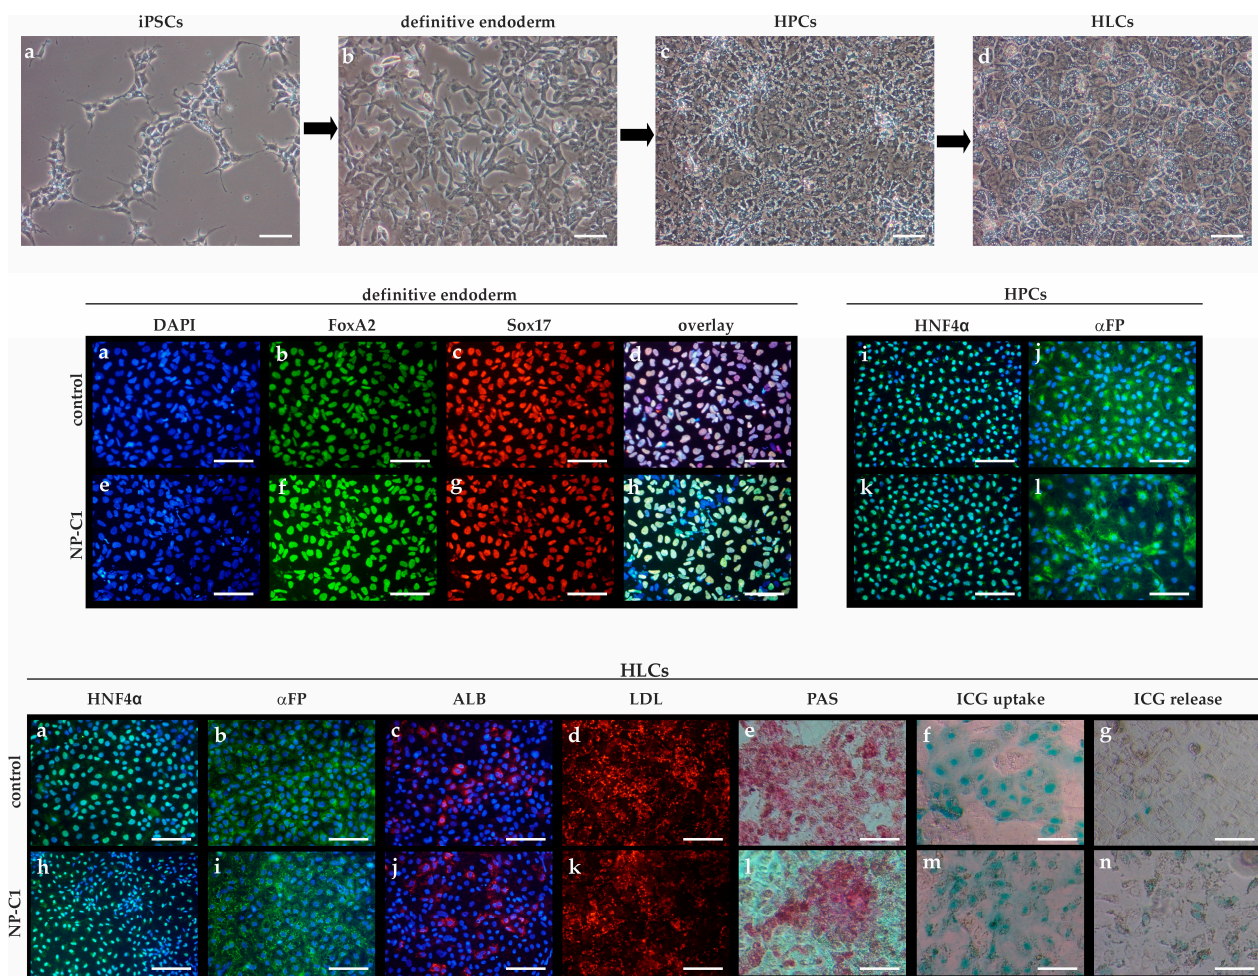 iPSCs definitive endoderm HPCs HLCs
a b c d
definitive endoderm HPCs
DAPI FoxA2 Sox17 overlay HNF4α αFP
control a b c d i j
NP-C1 e f g h k l
HLCs
HNF4α αFP ALB LDL PAS ICG uptake ICG release
control a b c d e f g
NP-C1 h i j k l m n